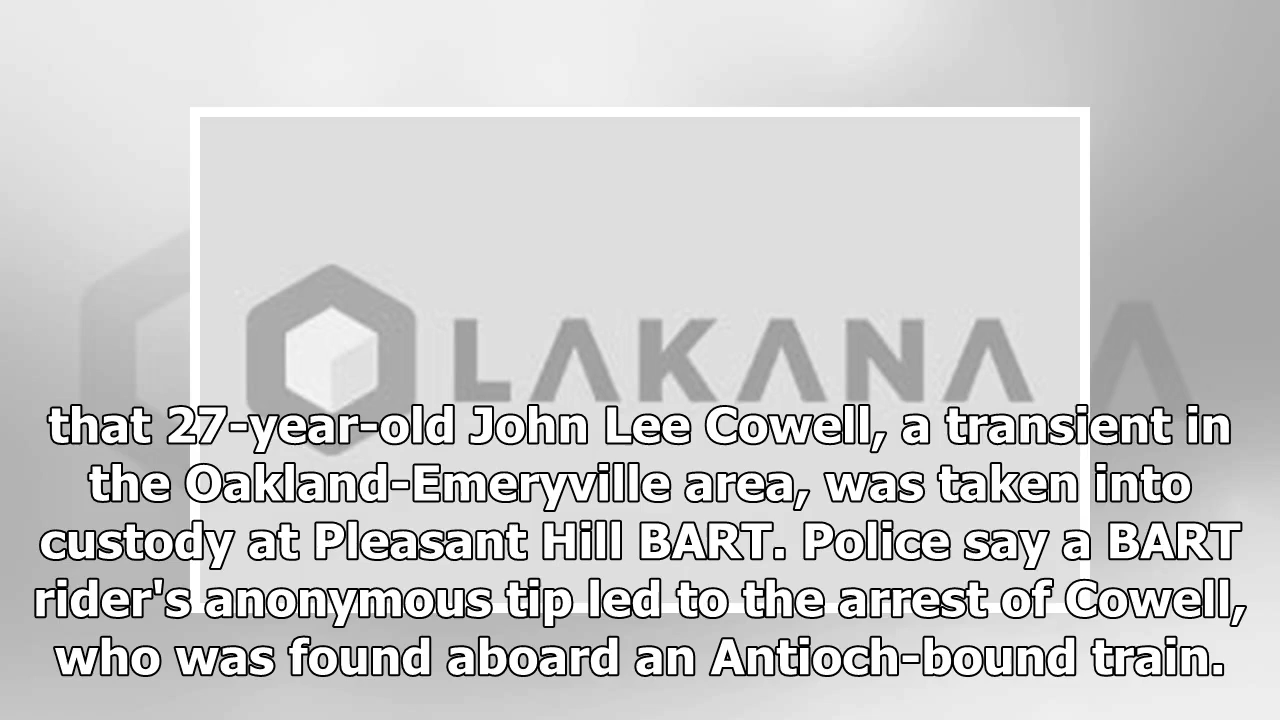 LAKANA
that 27-year-old John Lee Cowell, a transient in
the Oakland-Emeryville area, was taken into
custody at Pleasant Hill BART. Police say a BART
rider's anonymous tip led to the arrest of Cowell,
who was found aboard an Antioch-bound train.